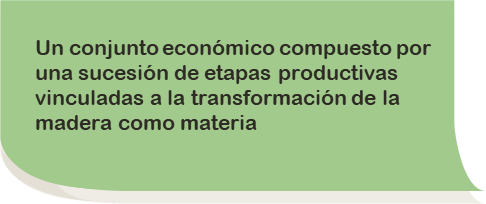 Un conjunto económico compuesto por
una sucesión de etapas productivas
vinculadas a la transformación de la
madera como materia